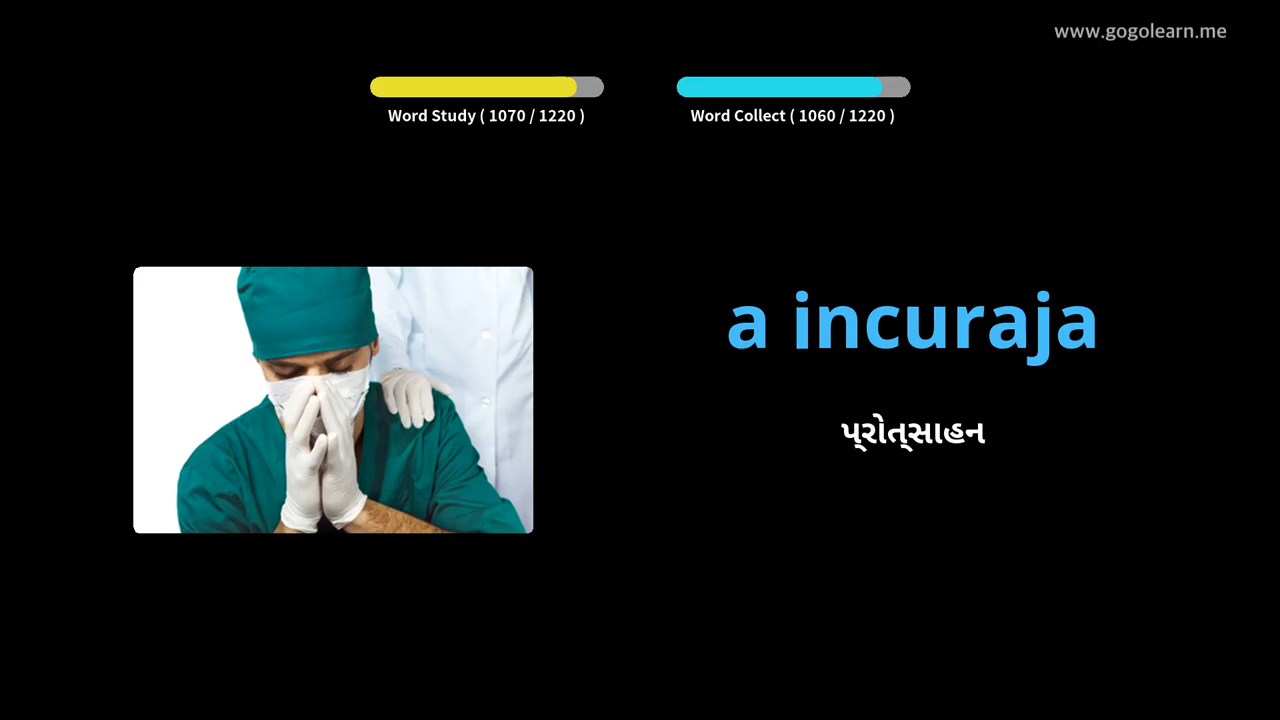 www.gogolearn.me
Word Study ( 1070 / 1220 )
Word Collect ( 1060 / 1220 )
a incuraja
પ્રોત્સાહન